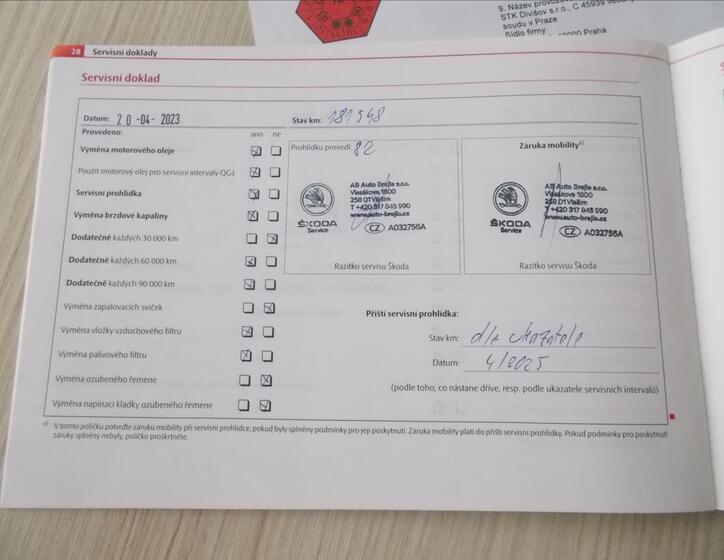 9. Název provozo
STK Divišov s.r.o., C 45939
soudu v Praze
Sídlo firmy: Praha
28 Servisní doklady
Servisní doklad
Datum: 20 -04- 2023
Stav km: 181548
Provedeno: ano ne
Výměna motorového oleje
Použit motorový olej pro servisní intervaly QG1
Servisní prohlídka
Výměna brzdové kapaliny
Dodatečně každých 30 000 km
Dodatečně každých 60 000 km
Dodatečně každých 90 000 km
Výměna zapalovacích svíček
Výměna vložky vzduchového filtru
Výměna palivového filtru
Výměna ozubeného řemene
Výměna napínací kladky ozubeného řemene
Prohlídku provedl: 82
ŠKODA
Service
AB Auto Brejla s.r.o.
Vlasákova 1800
258 01 Vlašim
T +420 317 845 090
www.auto-brejla.cz
CZ A032756A
Razítko servisu Škoda
Záruka mobility a)
ŠKODA
Service
AB Auto Brejla s.r.o.
Vlasákova 1800
258 01 Vlašim
T +420 317 845 090
www.auto-brejla.cz
CZ A032756A
Razítko servisu Škoda
Příští servisní prohlídka:
Stav km: dle ukazatele
Datum: 4/2025
(podle toho, co nastane dříve, resp. podle ukazatele servisních intervalů)
a) V tomto políčku potvrďte záruku mobility při servisní prohlídce, pokud byly splněny podmínky pro její poskytnutí. Záruka mobility platí do příští servisní prohlídky. Pokud podmínky pro poskytnutí
záruky splněny nebyly, políčko proškrtněte.